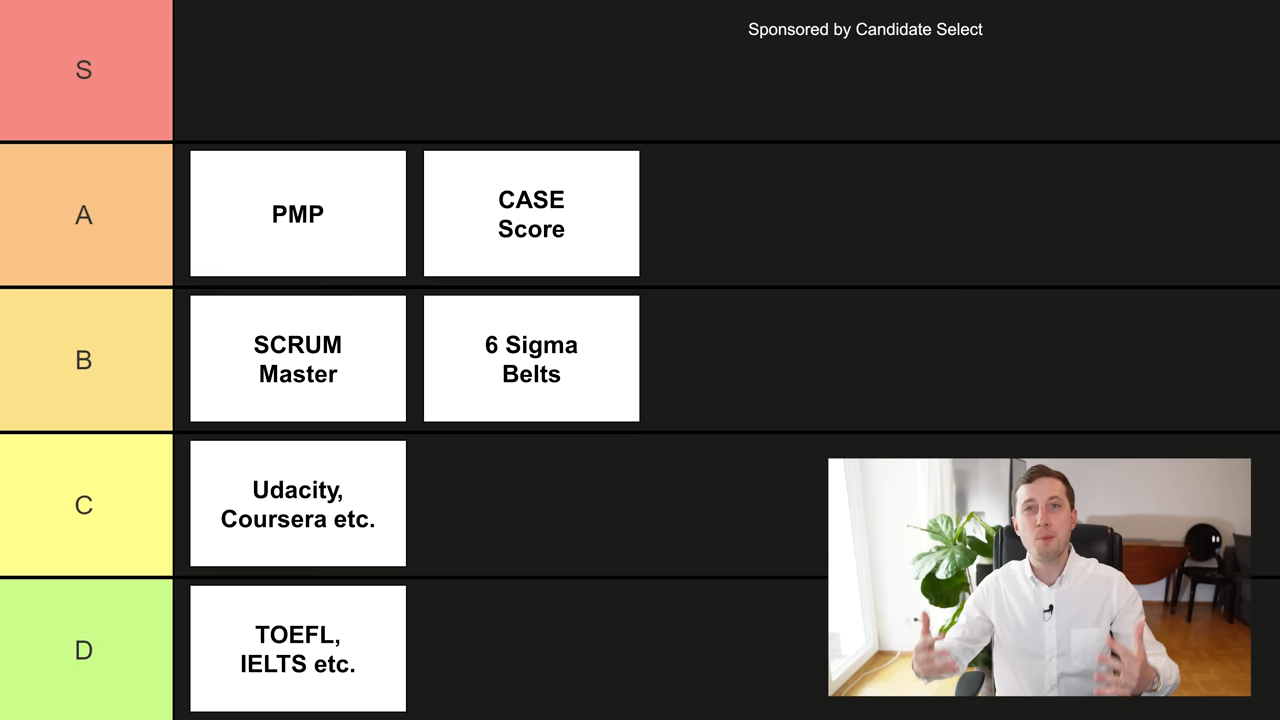 S
Sponsored by Candidate Select
A
PMP
CASE
Score
B
SCRUM
Master
6 Sigma
Belts
C
Udacity,
Coursera etc.
D
TOEFL,
IELTS etc.